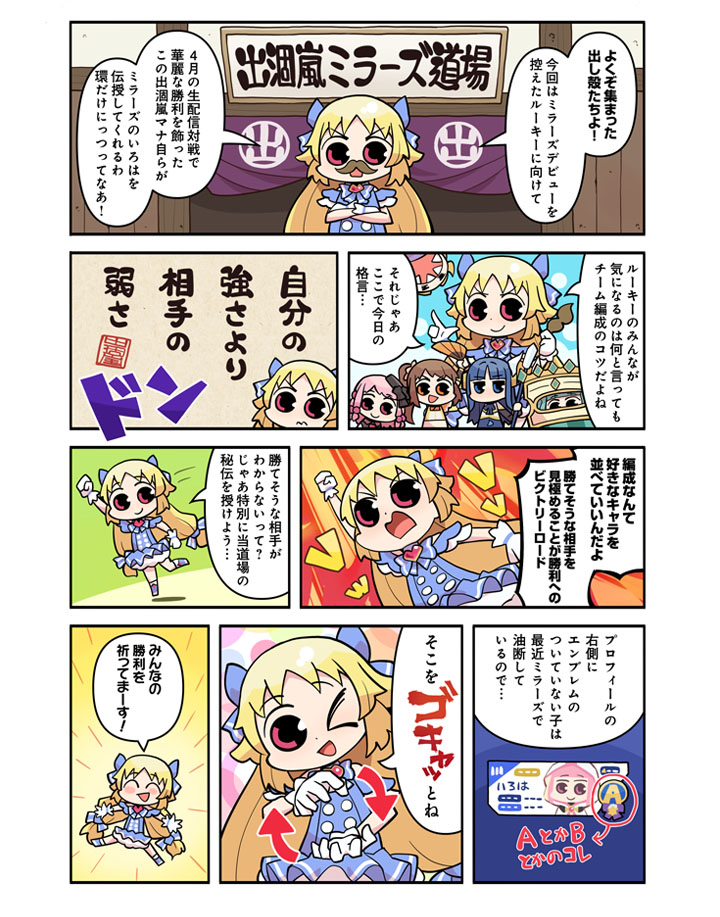 出涸嵐ミラーズ道場
よくぞ集まった
出し殻たちよ!
今回はミラーズデビューを
控えたルーキーに向けて
出
出
4月の生配信対戦で
華麗な勝利を飾った
この出涸嵐マナ自らが
ミラーズのいろはを
伝授してくれるわ
環だけにっつってなあ!
ルーキーのみんなが
気になるのは何と言っても
チーム編成のコツだよね
それじゃあ
ここで今日の
格言…
自分の
強さより
相手の
弱さ
ドン
編成なんて
好きなキャラを
並べていいんだよ
勝てそうな相手を
見極めることが勝利への
ビクトリーロード
勝てそうな相手が
わからないって?
じゃあ特別に当道場の
秘伝を授けよう…
プロフィールの
右側に
エンブレムの
ついていない子は
最近ミラーズで
油断して
いるので…
いろは
A
AとかB
とかのコレ
そこを
ゴキャッ
とね
みんなの
勝利を
祈ってまーす!